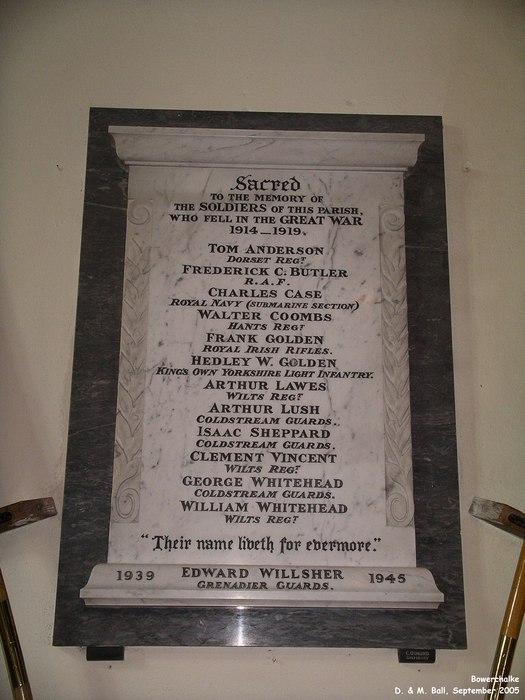 Sacred
TO THE MEMORY OF
THE SOLDIERS OF THIS PARISH,
WHO FELL IN THE GREAT WAR
1914 - 1919.
TOM ANDERSON
DORSET REGT
FREDERICK C. BUTLER
R.A.F.
CHARLES CASE
ROYAL NAVY (SUBMARINE SECTION)
WALTER COOMBS
HANTS REGT
FRANK GOLDEN
ROYAL IRISH RIFLES.
HEDLEY W. GOLDEN
KING'S OWN YORKSHIRE LIGHT INFANTRY.
ARTHUR LAWES
WILTS REGT
ARTHUR LUSH
COLDSTREAM GUARDS.
ISAAC SHEPPARD
COLDSTREAM GUARDS.
CLEMENT VINCENT
WILTS REGT
GEORGE WHITEHEAD
COLDSTREAM GUARDS.
WILLIAM WHITEHEAD
WILTS REGT
"Their name liveth for evermore."
1939 EDWARD WILLSHER 1945
GRENADIER GUARDS.
Bowerchalke
D. & M. Ball, September 2005